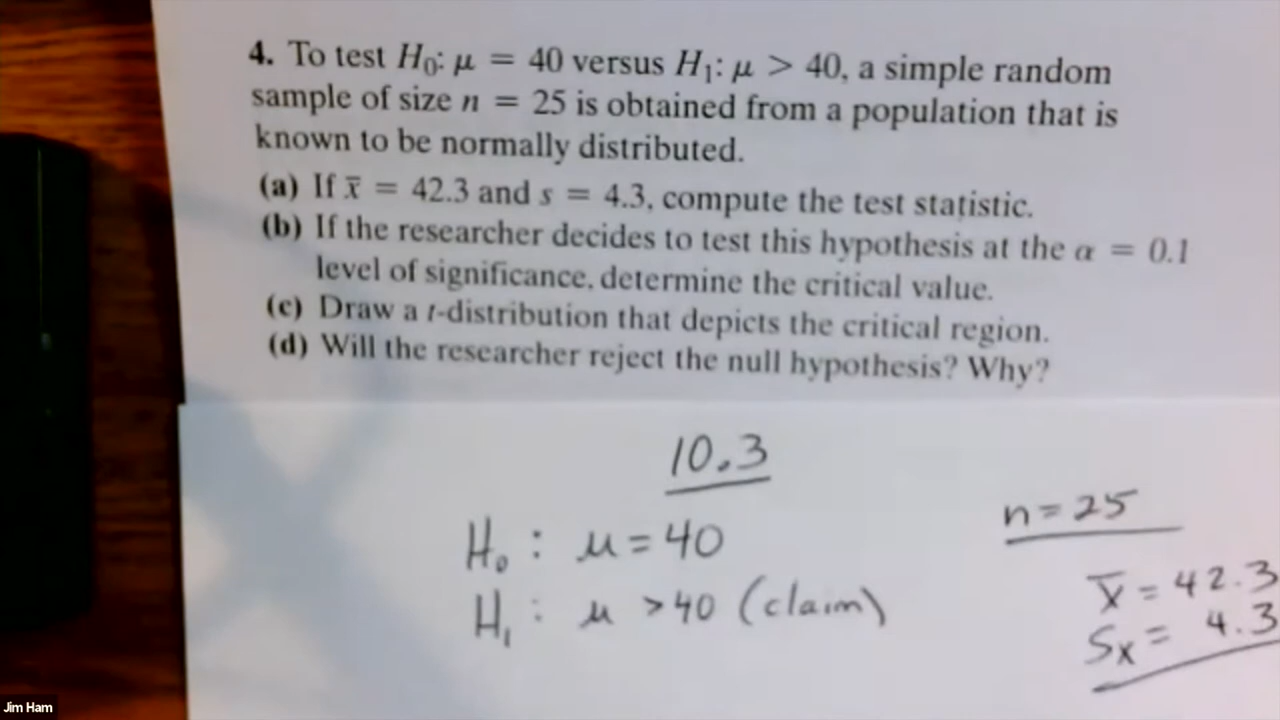 4. To test H₀: μ = 40 versus H₁: μ > 40, a simple random
sample of size n = 25 is obtained from a population that is
known to be normally distributed.
(a) If x̄ = 42.3 and s = 4.3, compute the test statistic.
(b) If the researcher decides to test this hypothesis at the α = 0.1
level of significance, determine the critical value.
(c) Draw a t-distribution that depicts the critical region.
(d) Will the researcher reject the null hypothesis? Why?
10.3
H₀ : μ = 40
H₁ : μ > 40 (claim)
n = 25
x̄ = 42.3
Sx = 4.3
Jim Ham